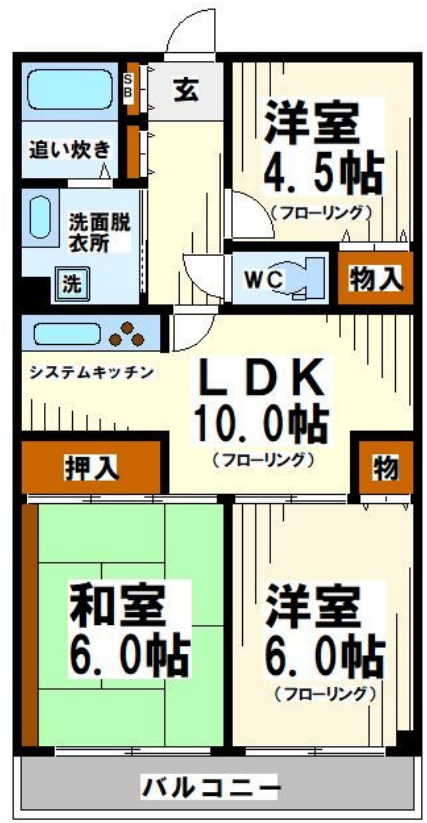 SB
玄
洋室
4.5帖
(フローリング)
追い炊き
洗面脱
衣所
洗
WC
物入
システムキッチン
LDK
10.0帖
(フローリング)
押入
物
和室
6.0帖
洋室
6.0帖
(フローリング)
バルコニー